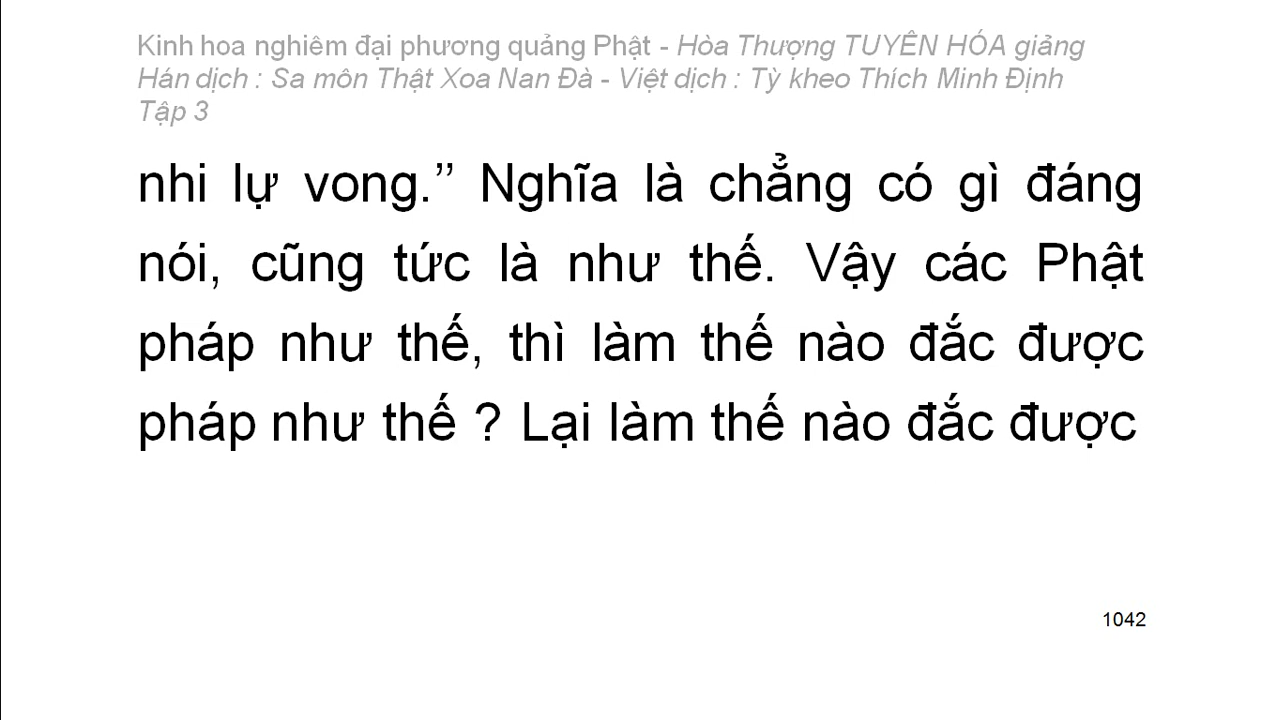 Kinh hoa nghiêm đại phương quảng Phật - Hòa Thượng TUYÊN HÓA giảng
Hán dịch : Sa môn Thật Xoa Nan Đà - Việt dịch : Tỳ kheo Thích Minh Định
Tập 3
nhi lự vong.” Nghĩa là chẳng có gì đáng
nói, cũng tức là như thế. Vậy các Phật
pháp như thế, thì làm thế nào đắc được
pháp như thế ? Lại làm thế nào đắc được
1042